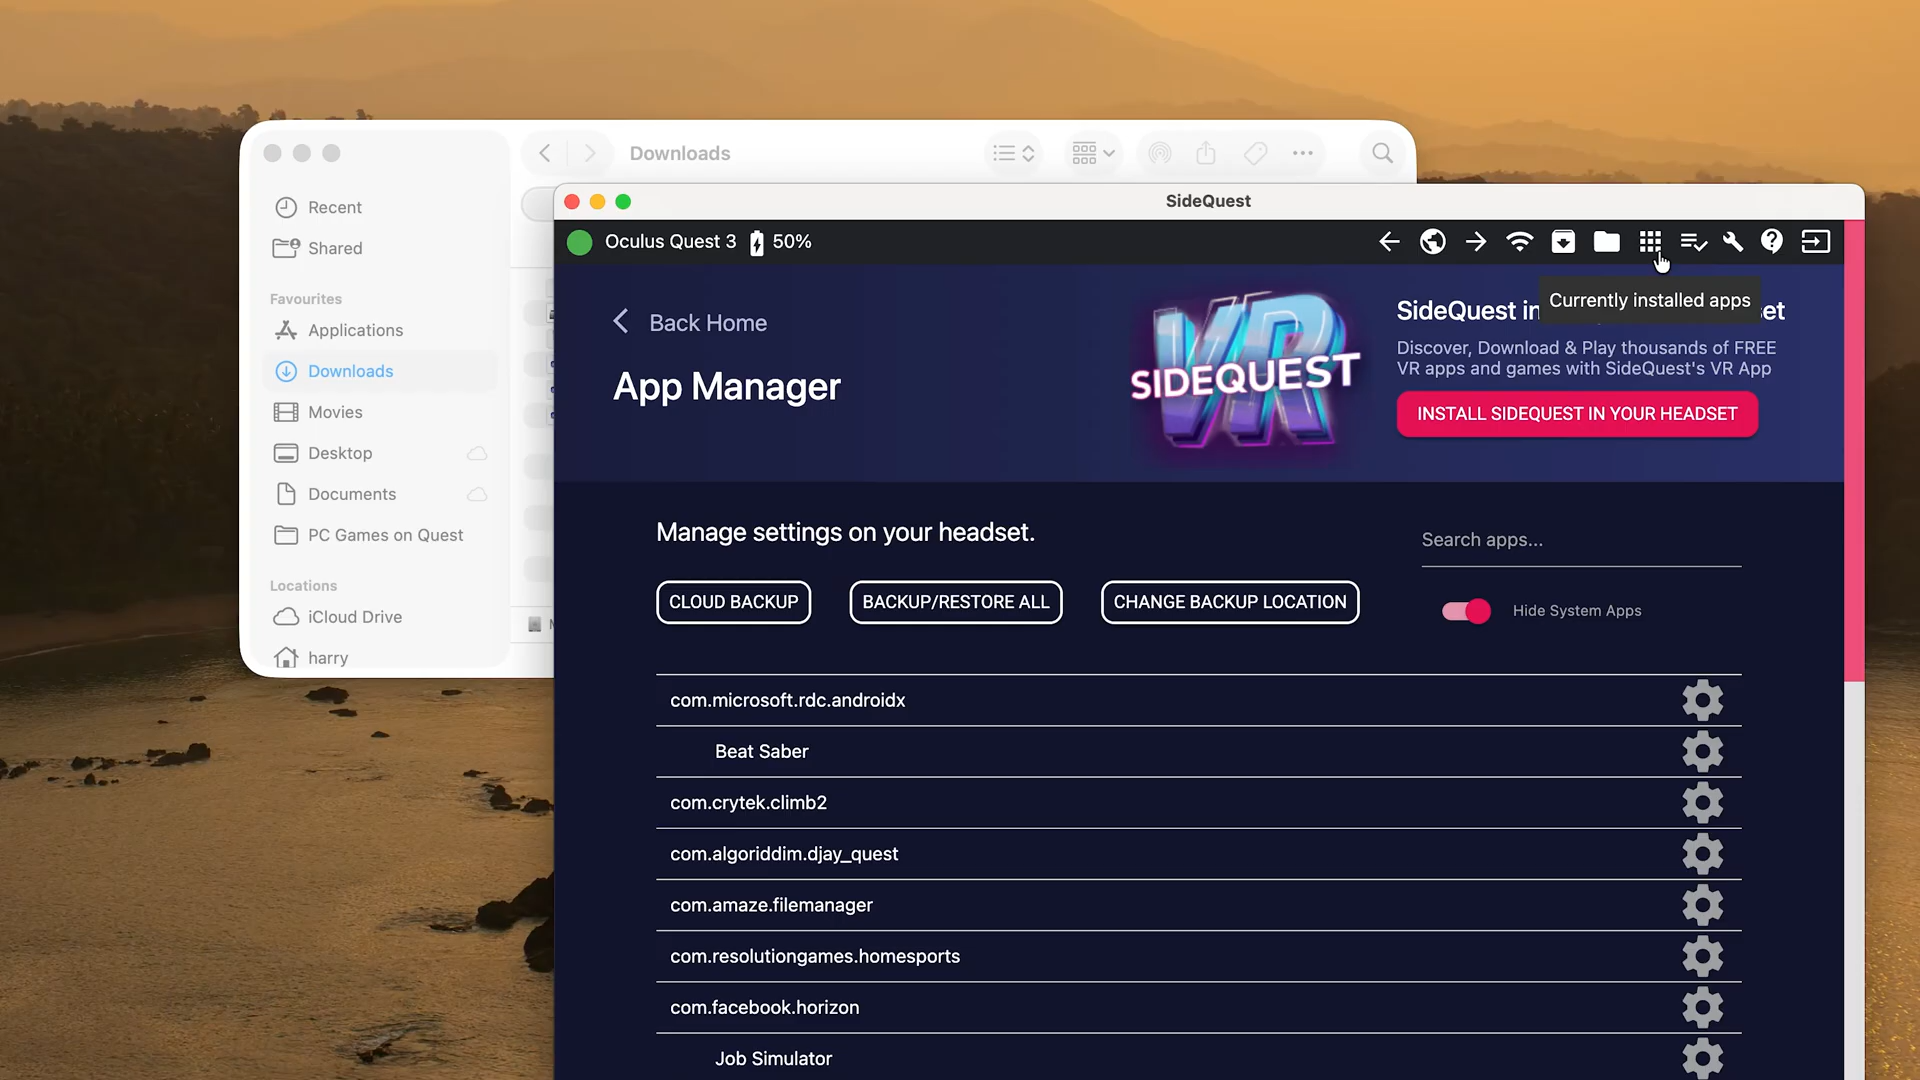 Downloads
Recent
Shared
Favourites
Applications
Downloads
Movies
Desktop
Documents
PC Games on Quest
Locations
iCloud Drive
harry
SideQuest
Oculus Quest 3 50%
Currently installed apps
Back Home
App Manager
VR
SIDEQUEST
SideQuest in
et
Discover, Download & Play thousands of FREE
VR apps and games with SideQuest's VR App
INSTALL SIDEQUEST IN YOUR HEADSET
Manage settings on your headset.
Search apps...
CLOUD BACKUP
BACKUP/RESTORE ALL
CHANGE BACKUP LOCATION
Hide System Apps
com.microsoft.rdc.androidx
Beat Saber
com.crytek.climb2
com.algoriddim.djay_quest
com.amaze.filemanager
com.resolutiongames.homesports
com.facebook.horizon
Job Simulator